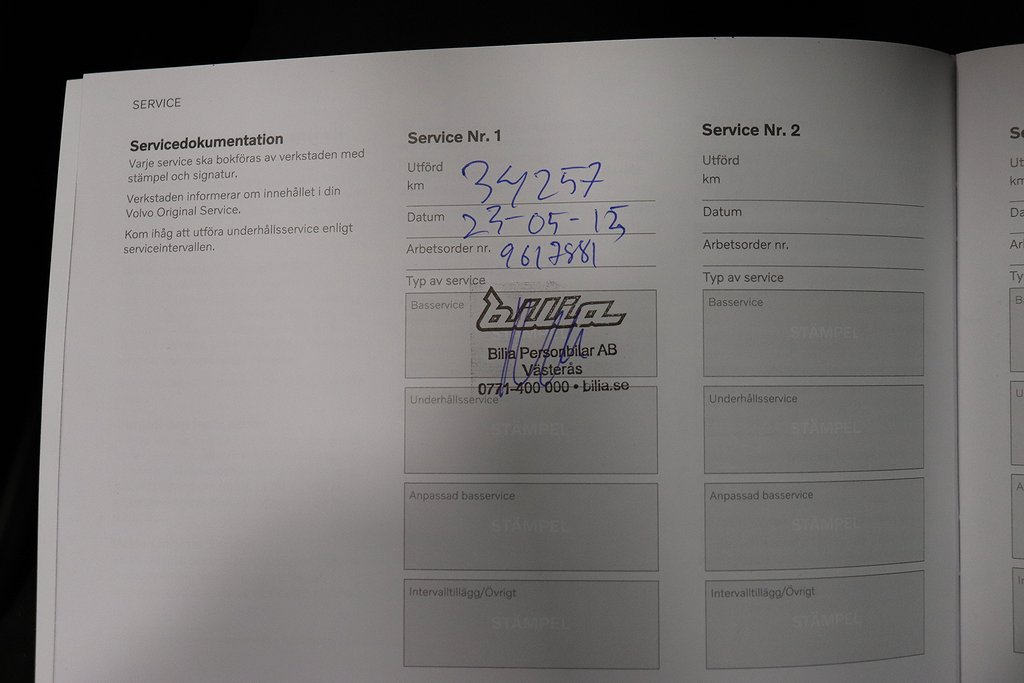 SERVICE
Servicedokumentation
Varje service ska bokföras av verkstaden med
stämpel och signatur.
Verkstaden informerar om innehållet i din
Volvo Original Service.
Kom ihåg att utföra underhållsservice enligt
serviceintervallen.
Service Nr. 1
Utförd
km 34257
Datum 23-05-15
Arbetsorder nr. 9617881
Typ av service
Basservice
bilia
Bilia Personbilar AB
Västerås
0771-400 000 • bilia.se
Underhållsservice
STÄMPEL
Anpassad basservice
STÄMPEL
Intervalltillägg/Övrigt
STÄMPEL
Service Nr. 2
Utförd
km
Datum
Arbetsorder nr.
Typ av service
Basservice
STÄMPEL
Underhållsservice
STÄMPEL
Anpassad basservice
STÄMPEL
Intervalltillägg/Övrigt
STÄMPEL